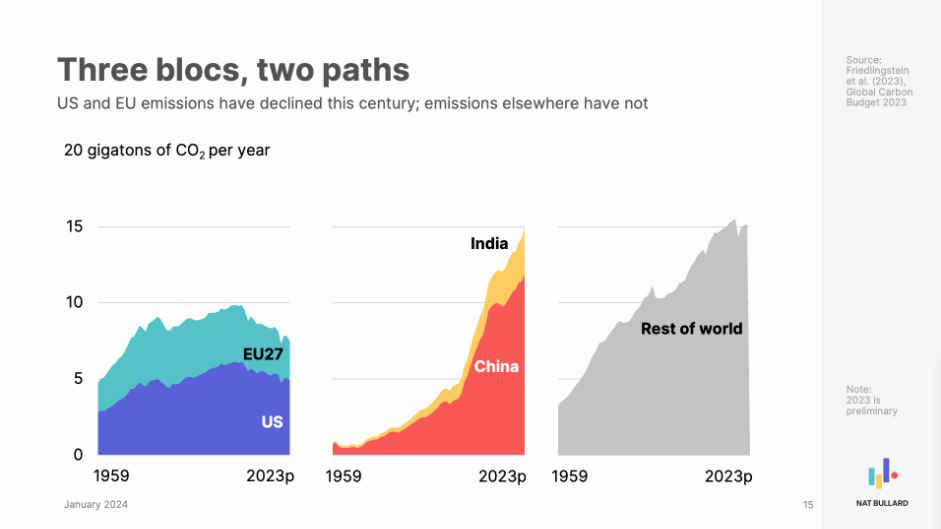 Three blocs, two paths
US and EU emissions have declined this century; emissions elsewhere have not
20 gigatons of CO₂ per year
15
10
5
0
EU27
US
1959
2023p
India
China
1959
2023p
Rest of world
1959
2023p
Source:
Friedlingstein
et al. (2023),
Global Carbon
Budget 2023
Note:
2023 is
preliminary
NAT BULLARD
January 2024
15